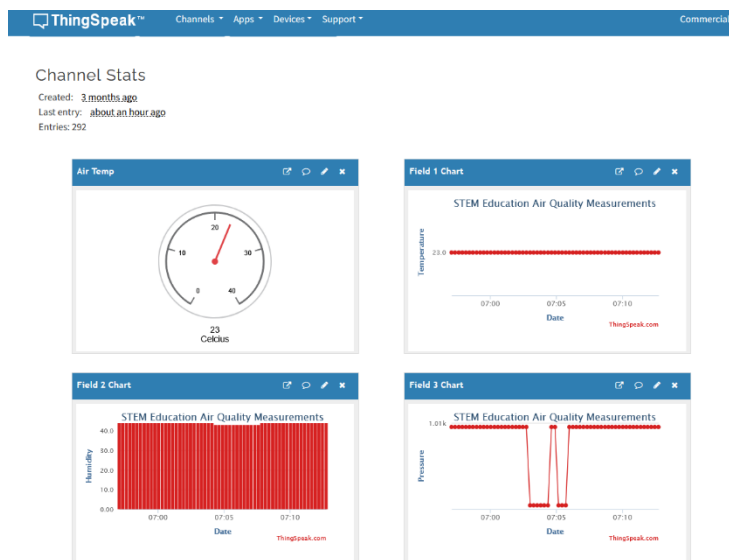 ThingSpeak™ Channels Apps Devices Support Commercial
Channel Stats
Created: 3 months ago
Last entry: about an hour ago
Entries: 292
Air Temp
20
10
30
0
40
23
Celcius
Field 1 Chart
STEM Education Air Quality Measurements
Temperature
23.0
07:00 07:05 07:10
Date
ThingSpeak.com
Field 2 Chart
STEM Education Air Quality Measurements
Humidity
40.0
30.0
20.0
10.0
0.00
07:00 07:05 07:10
Date
ThingSpeak.com
Field 3 Chart
STEM Education Air Quality Measurements
Pressure
1.01k
07:00 07:05 07:10
Date
ThingSpeak.com